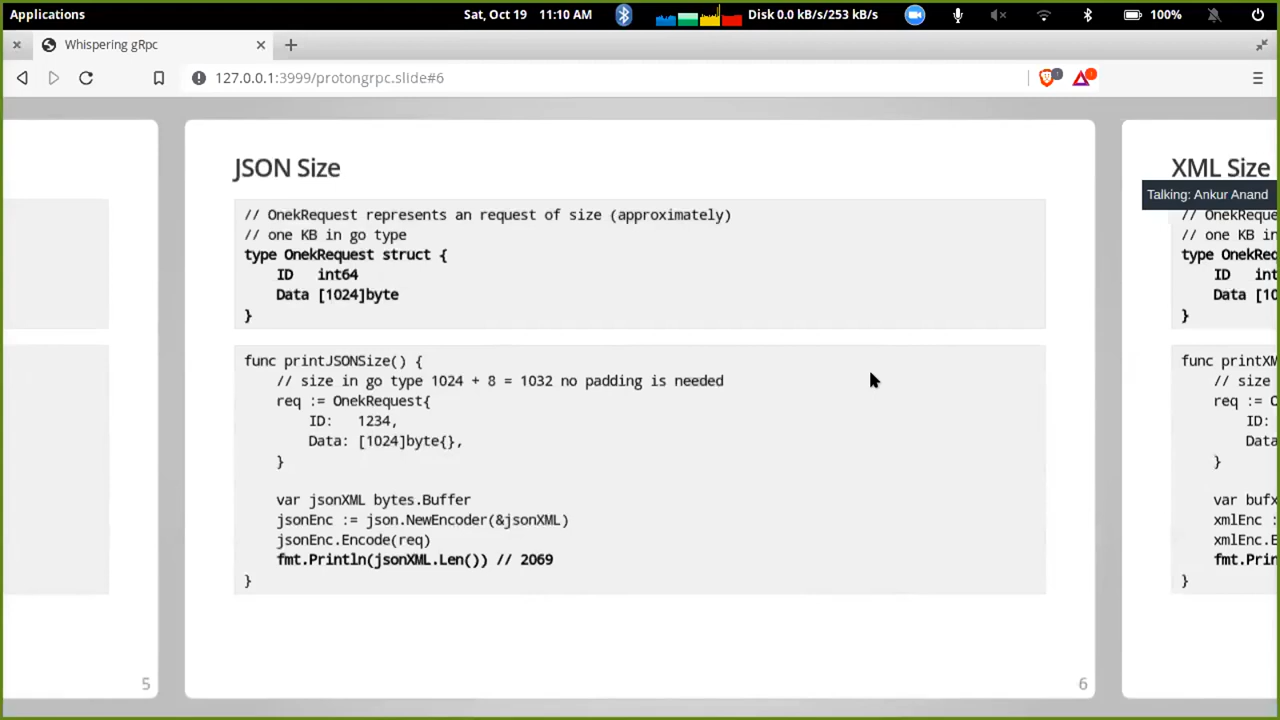 Applications
Sat, Oct 19 11:10 AM
Disk 0.0 kB/s/253 kB/s
100%
Whispering gRpc
127.0.0.1:3999/protongrpc.slide#6
JSON Size
// OnekRequest represents an request of size (approximately)
// one KB in go type
type OnekRequest struct {
    ID   int64
    Data [1024]byte
}
func printJSONSize() {
    // size in go type 1024 + 8 = 1032 no padding is needed
    req := OnekRequest{
        ID:   1234,
        Data: [1024]byte{},
    }
    var jsonXML bytes.Buffer
    jsonEnc := json.NewEncoder(&jsonXML)
    jsonEnc.Encode(req)
    fmt.Println(jsonXML.Len()) // 2069
}
5
6
XML Size
Talking: Ankur Anand
// OnekReque
// one KB in
type OnekReq
    ID   int
    Data [10
}
func printXM
    // size
    req := O
        ID:
        Data
    }
    var bufx
    xmlEnc :
    xmlEnc.E
    fmt.Prin
}